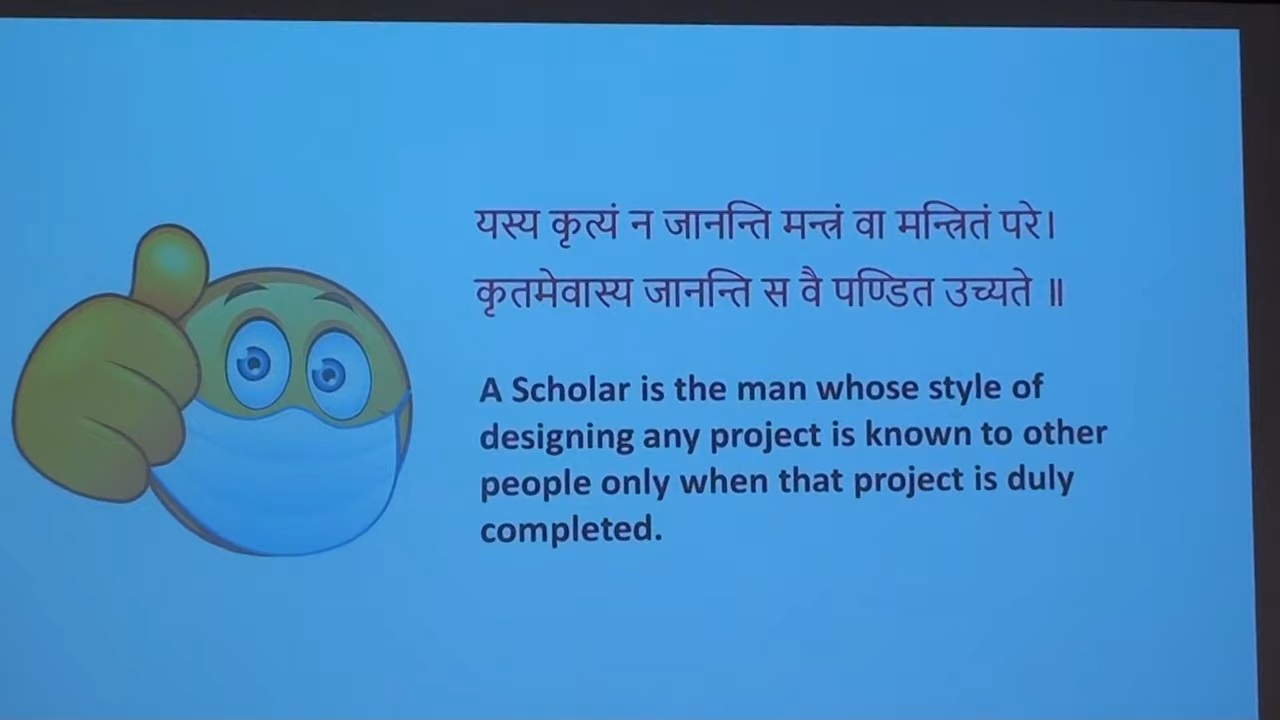 यस्य कृत्यं न जानन्ति मन्त्रं वा मन्त्रितं परे।
कृतमेवास्य जानन्ति स वै पण्डित उच्यते ॥
A Scholar is the man whose style of
designing any project is known to other
people only when that project is duly
completed.